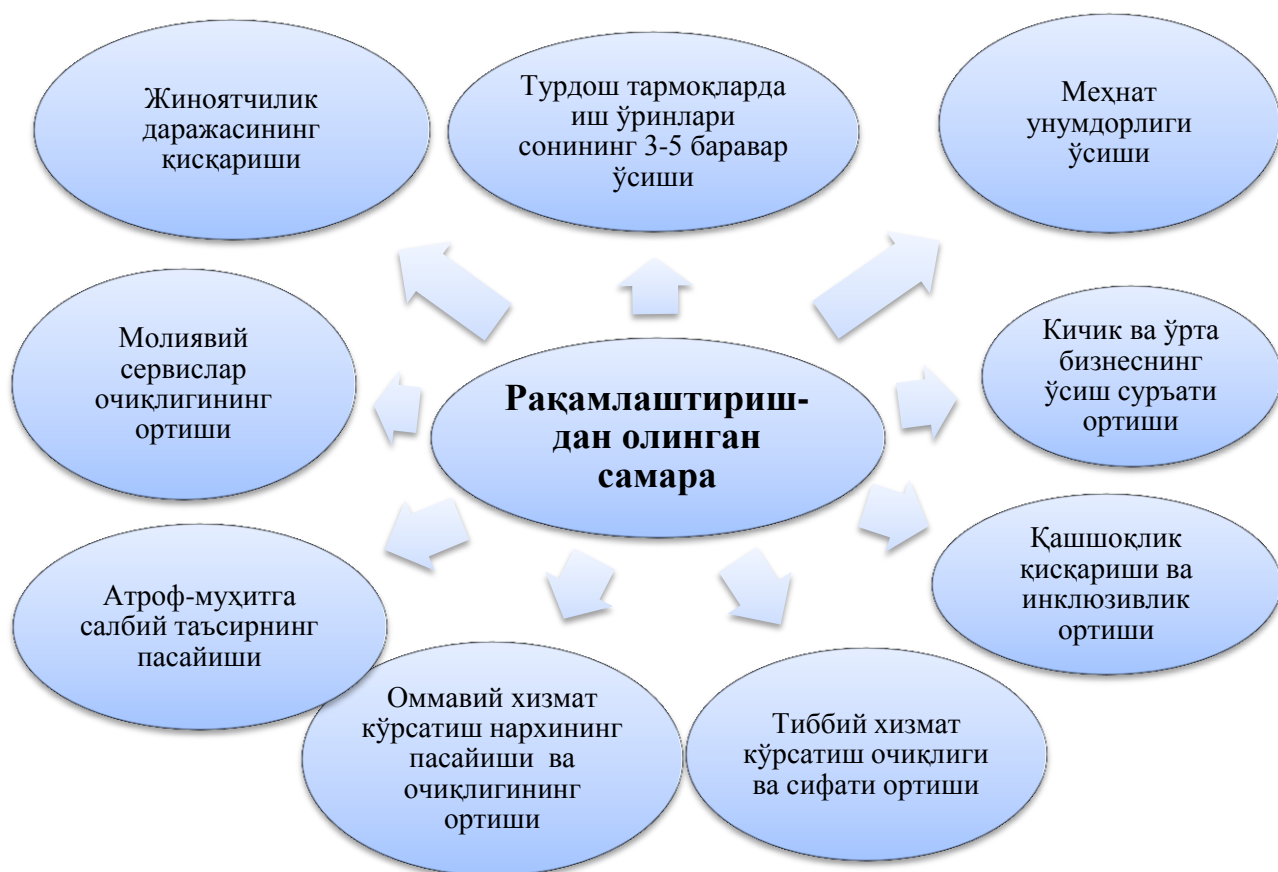 Жиноятчилик
даражасининг
қисқариши
Турдош тармоқларда
иш ўринлари
сонининг 3-5 баравар
ўсиши
Меҳнат
унумдорлиги
ўсиши
Молиявий
сервислар
очиқлигининг
ортиши
Рақамлаштириш-
дан олинган
самара
Кичик ва ўрта
бизнеснинг
ўсиш суръати
ортиши
Атроф-муҳитга
салбий таъсирнинг
пасайиши
Қашшоқлик
қисқариши ва
инклюзивлик
ортиши
Оммавий хизмат
кўрсатиш нархининг
пасайиши ва
очиқлигининг
ортиши
Тиббий хизмат
кўрсатиш очиқлиги
ва сифати ортиши